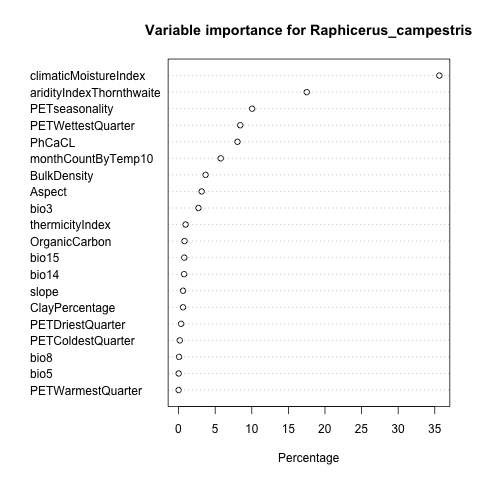 Variable importance for Raphicerus_campestris
climaticMoistureIndex
aridityIndexThornthwaite
PETseasonality
PETWettestQuarter
PhCaCL
monthCountByTemp10
BulkDensity
Aspect
bio3
thermicityIndex
OrganicCarbon
bio15
bio14
slope
ClayPercentage
PETDriestQuarter
PETColdestQuarter
bio8
bio5
PETWarmestQuarter
0 5 10 15 20 25 30 35
Percentage